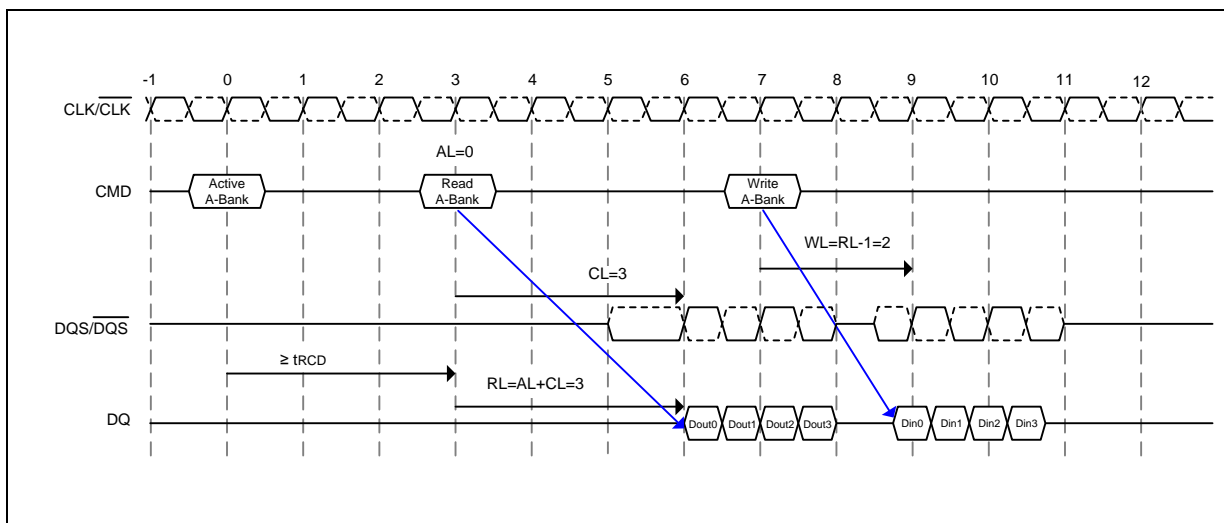 -1 0 1 2 3 4 5 6 7 8 9 10 11 12
CLK/CLK
AL=0
CMD
Active
A-Bank
Read
A-Bank
Write
A-Bank
WL=RL-1=2
CL=3
DQS/DQS
≥ tRCD
RL=AL+CL=3
DQ
Dout0 Dout1 Dout2 Dout3 Din0 Din1 Din2 Din3